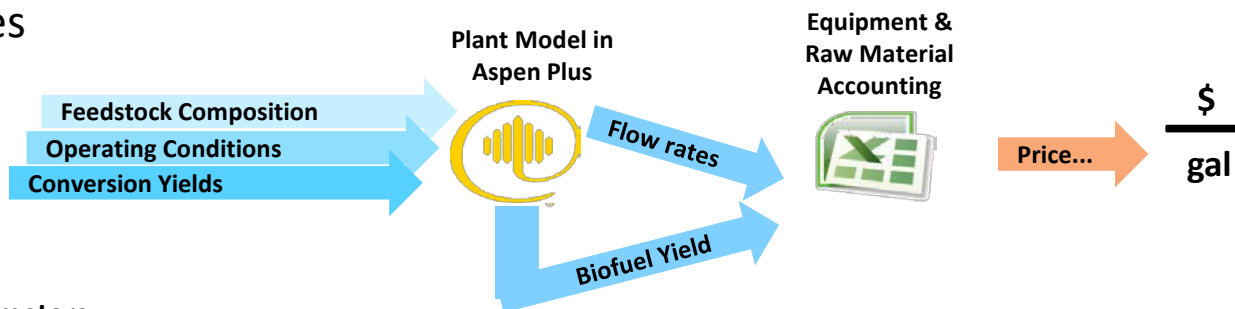 es
Plant Model in
Aspen Plus
Equipment &
Raw Material
Accounting
Feedstock Composition
Operating Conditions
Conversion Yields
Flow rates
Biofuel Yield
Price...
$
gal